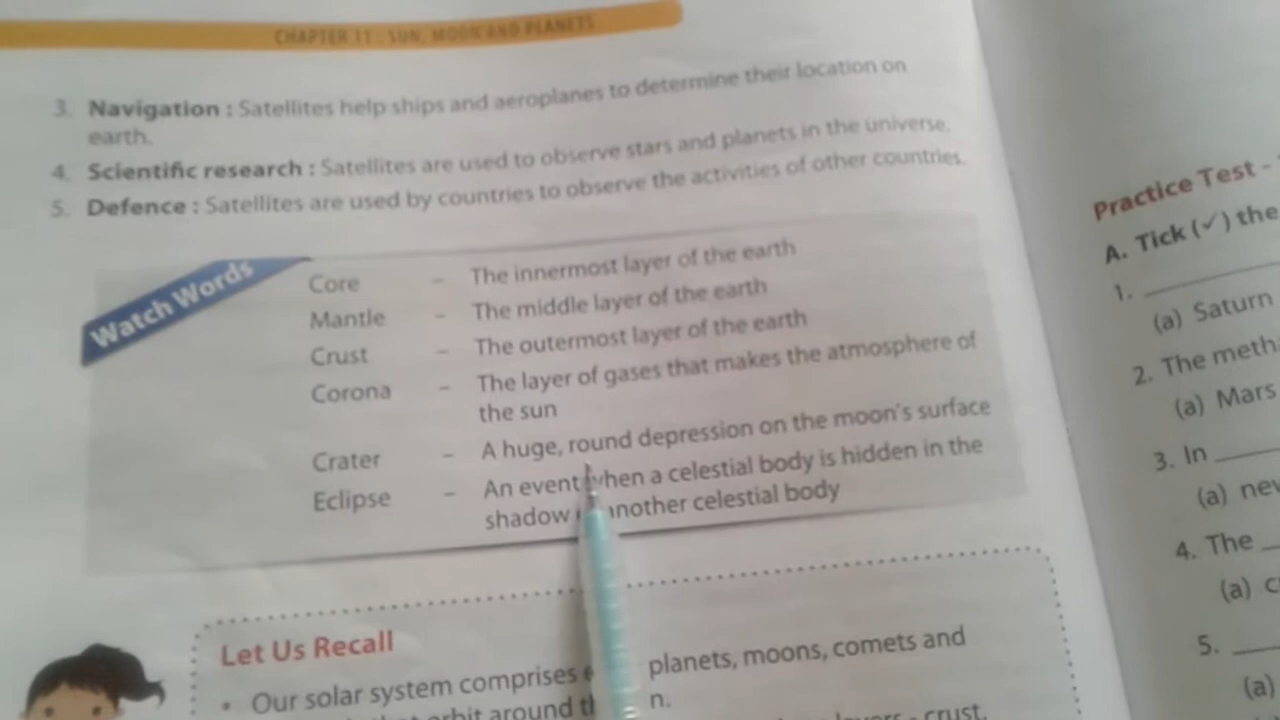 CHAPTER 11 : SUN, MOON AND PLANETS
3. Navigation : Satellites help ships and aeroplanes to determine their location on
earth.
4. Scientific research : Satellites are used to observe stars and planets in the universe.
5. Defence : Satellites are used by countries to observe the activities of other countries.
Watch Words
Core – The innermost layer of the earth
Mantle – The middle layer of the earth
Crust – The outermost layer of the earth
Corona – The layer of gases that makes the atmosphere of
the sun
Crater – A huge, round depression on the moon's surface
Eclipse – An event when a celestial body is hidden in the
shadow another celestial body
Let Us Recall
• Our solar system comprises planets, moons, comets and
orbit around n.
crust,
Practice Test -
A. Tick (✓) the
1.
(a) Saturn
2. The
(a) Mars
3. In
(a)
4. The
(a)
5.
(a)